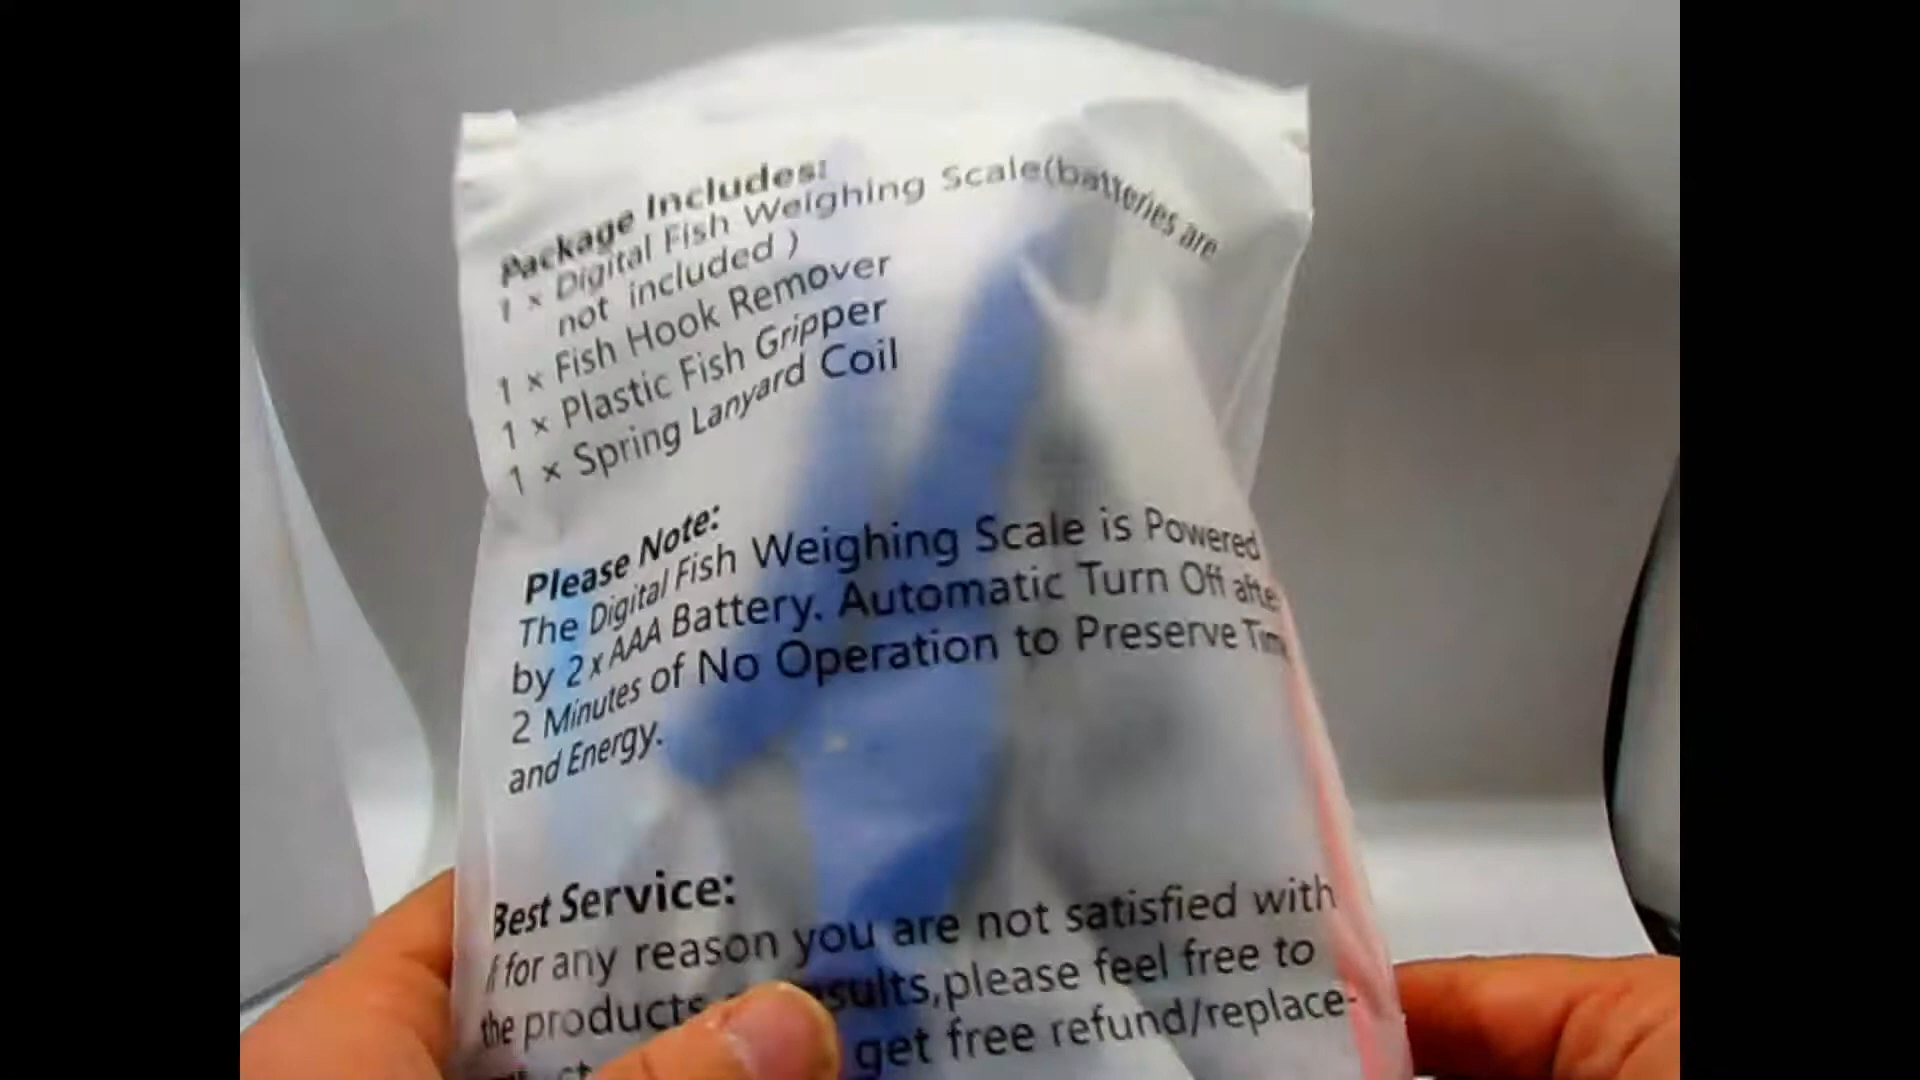 Package Includes:
1 × Digital Fish Weighing Scale(batteries are
not included )
1 × Fish Hook Remover
1 × Plastic Fish Gripper
1 × Spring Lanyard Coil
Please Note:
The Digital Fish Weighing Scale is Powered
by 2 x AAA Battery. Automatic Turn Off after
2 Minutes of No Operation to Preserve Time
and Energy.
Best Service:
If for any reason you are not satisfied with
the products please feel free to
get free refund/replace-